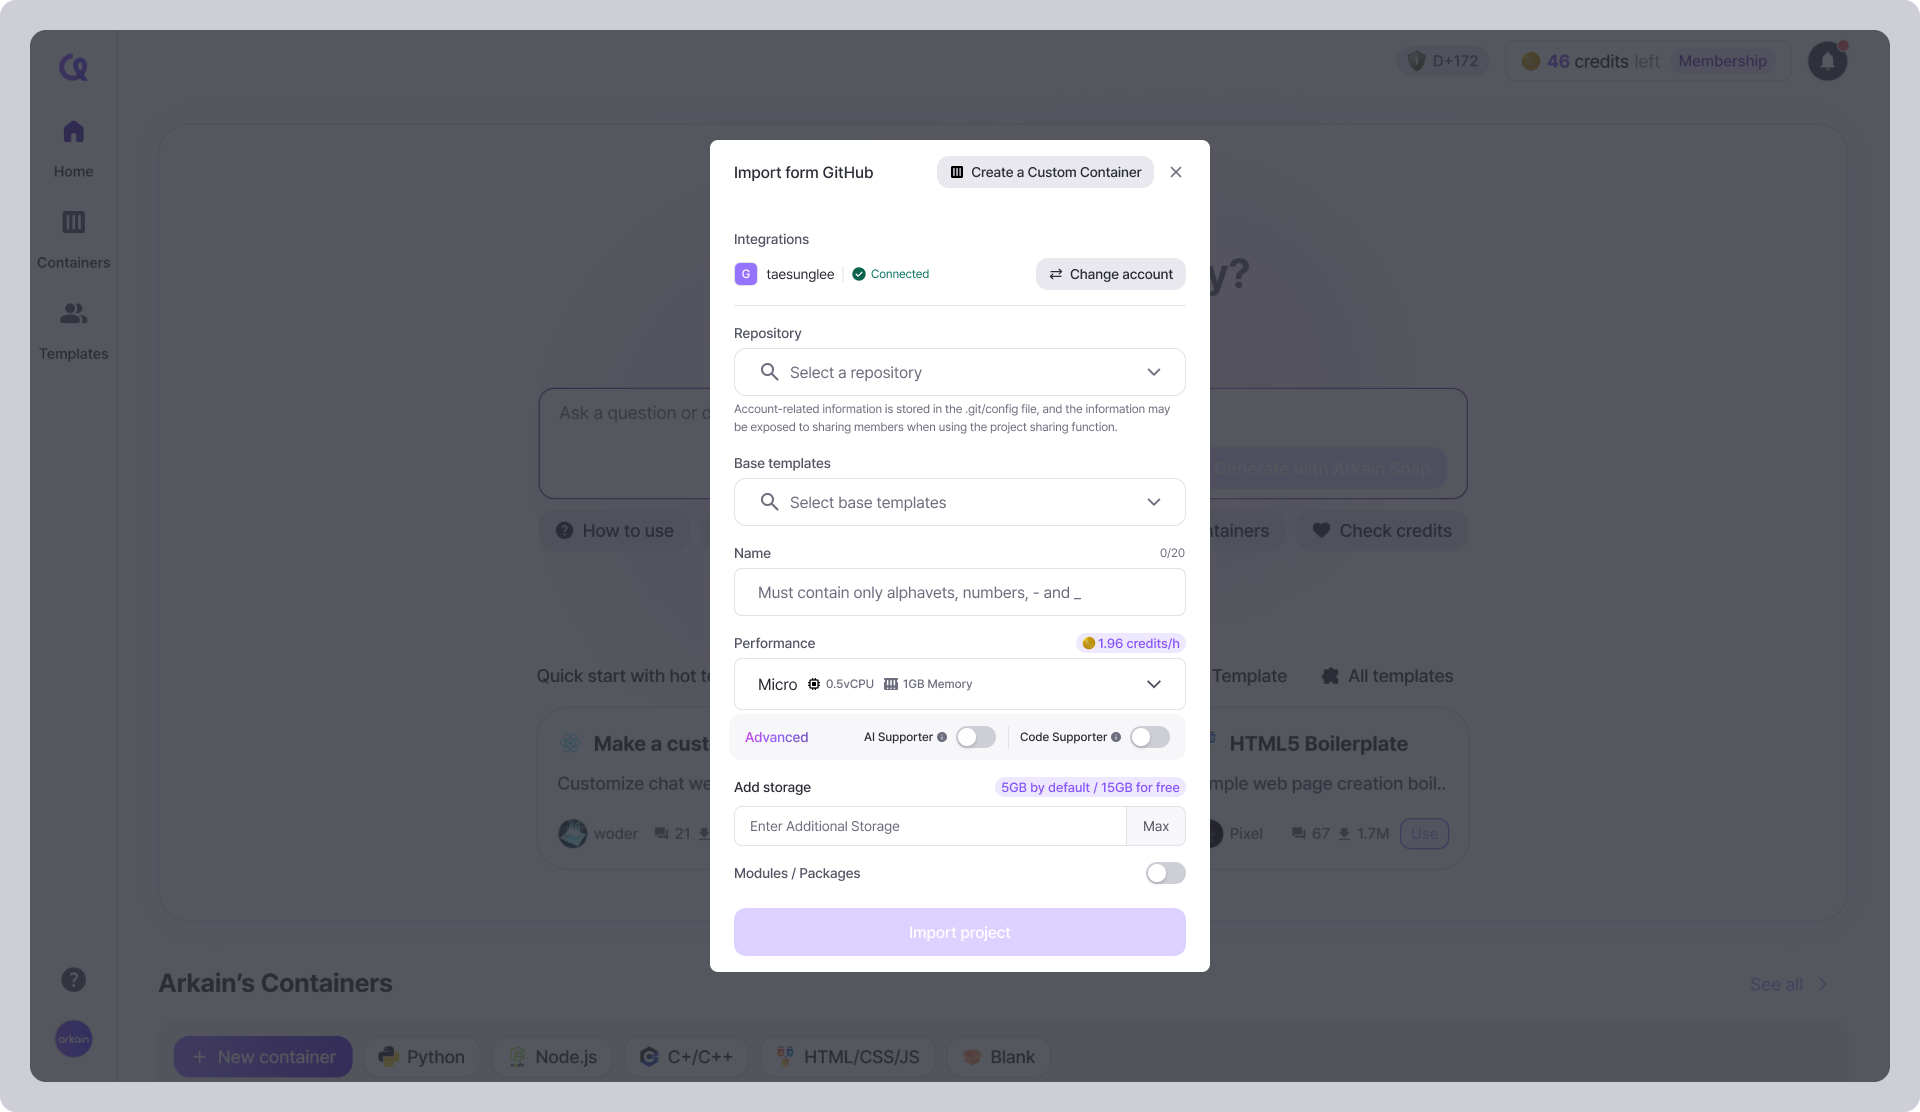 D+172
46 credits left
Membership
Home
Containers
Templates
y?
Ask a question or d
Generate with Arkain Snap
How to use
tainers
Check credits
Quick start with hot te
Template
All templates
Make a cust
Customize chat we
woder
21
HTML5 Boilerplate
mple web page creation boil..
Pixel
67
1.7M
Use
Import form GitHub
Create a Custom Container
Integrations
G
taesunglee
Connected
Change account
Repository
Select a repository
Account-related information is stored in the .git/config file, and the information may
be exposed to sharing members when using the project sharing function.
Base templates
Select base templates
Name
0/20
Must contain only alphavets, numbers, - and _
Performance
1.96 credits/h
Micro
0.5vCPU
1GB Memory
Advanced
AI Supporter
Code Supporter
Add storage
5GB by default / 15GB for free
Enter Additional Storage
Max
Modules / Packages
Import project
Arkain’s Containers
See all
arkain
+ New container
Python
Node.js
C+/C++
HTML/CSS/JS
Blank